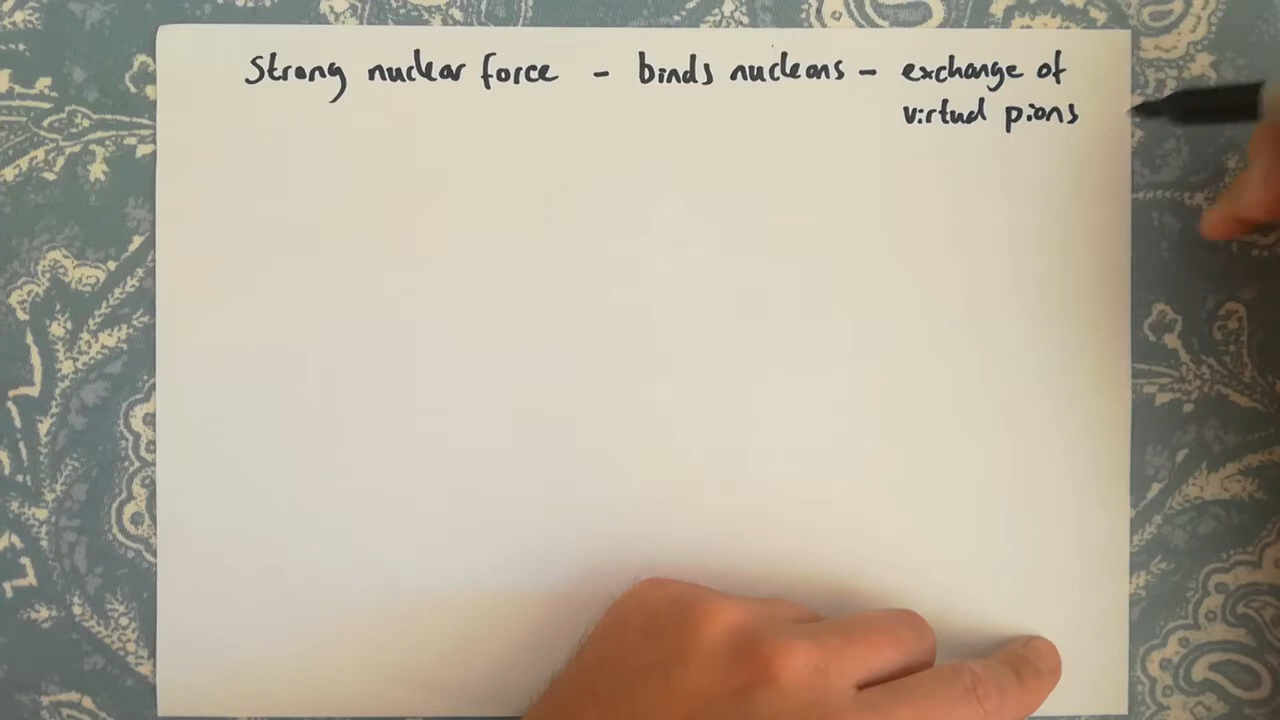 Strong nuclear force - binds nucleons - exchange of
virtual pions